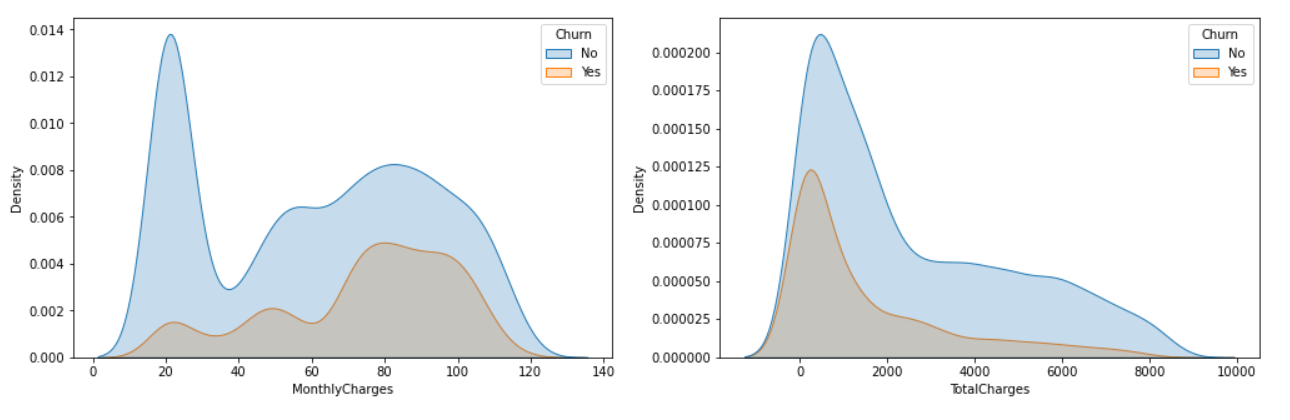 Churn
No
Yes
0.014
0.012
0.010
0.008
0.006
0.004
0.002
0.000
Density
0 20 40 60 80 100 120 140
MonthlyCharges
Churn
No
Yes
0.000200
0.000175
0.000150
0.000125
0.000100
0.000075
0.000050
0.000025
0.000000
Density
0 2000 4000 6000 8000 10000
TotalCharges